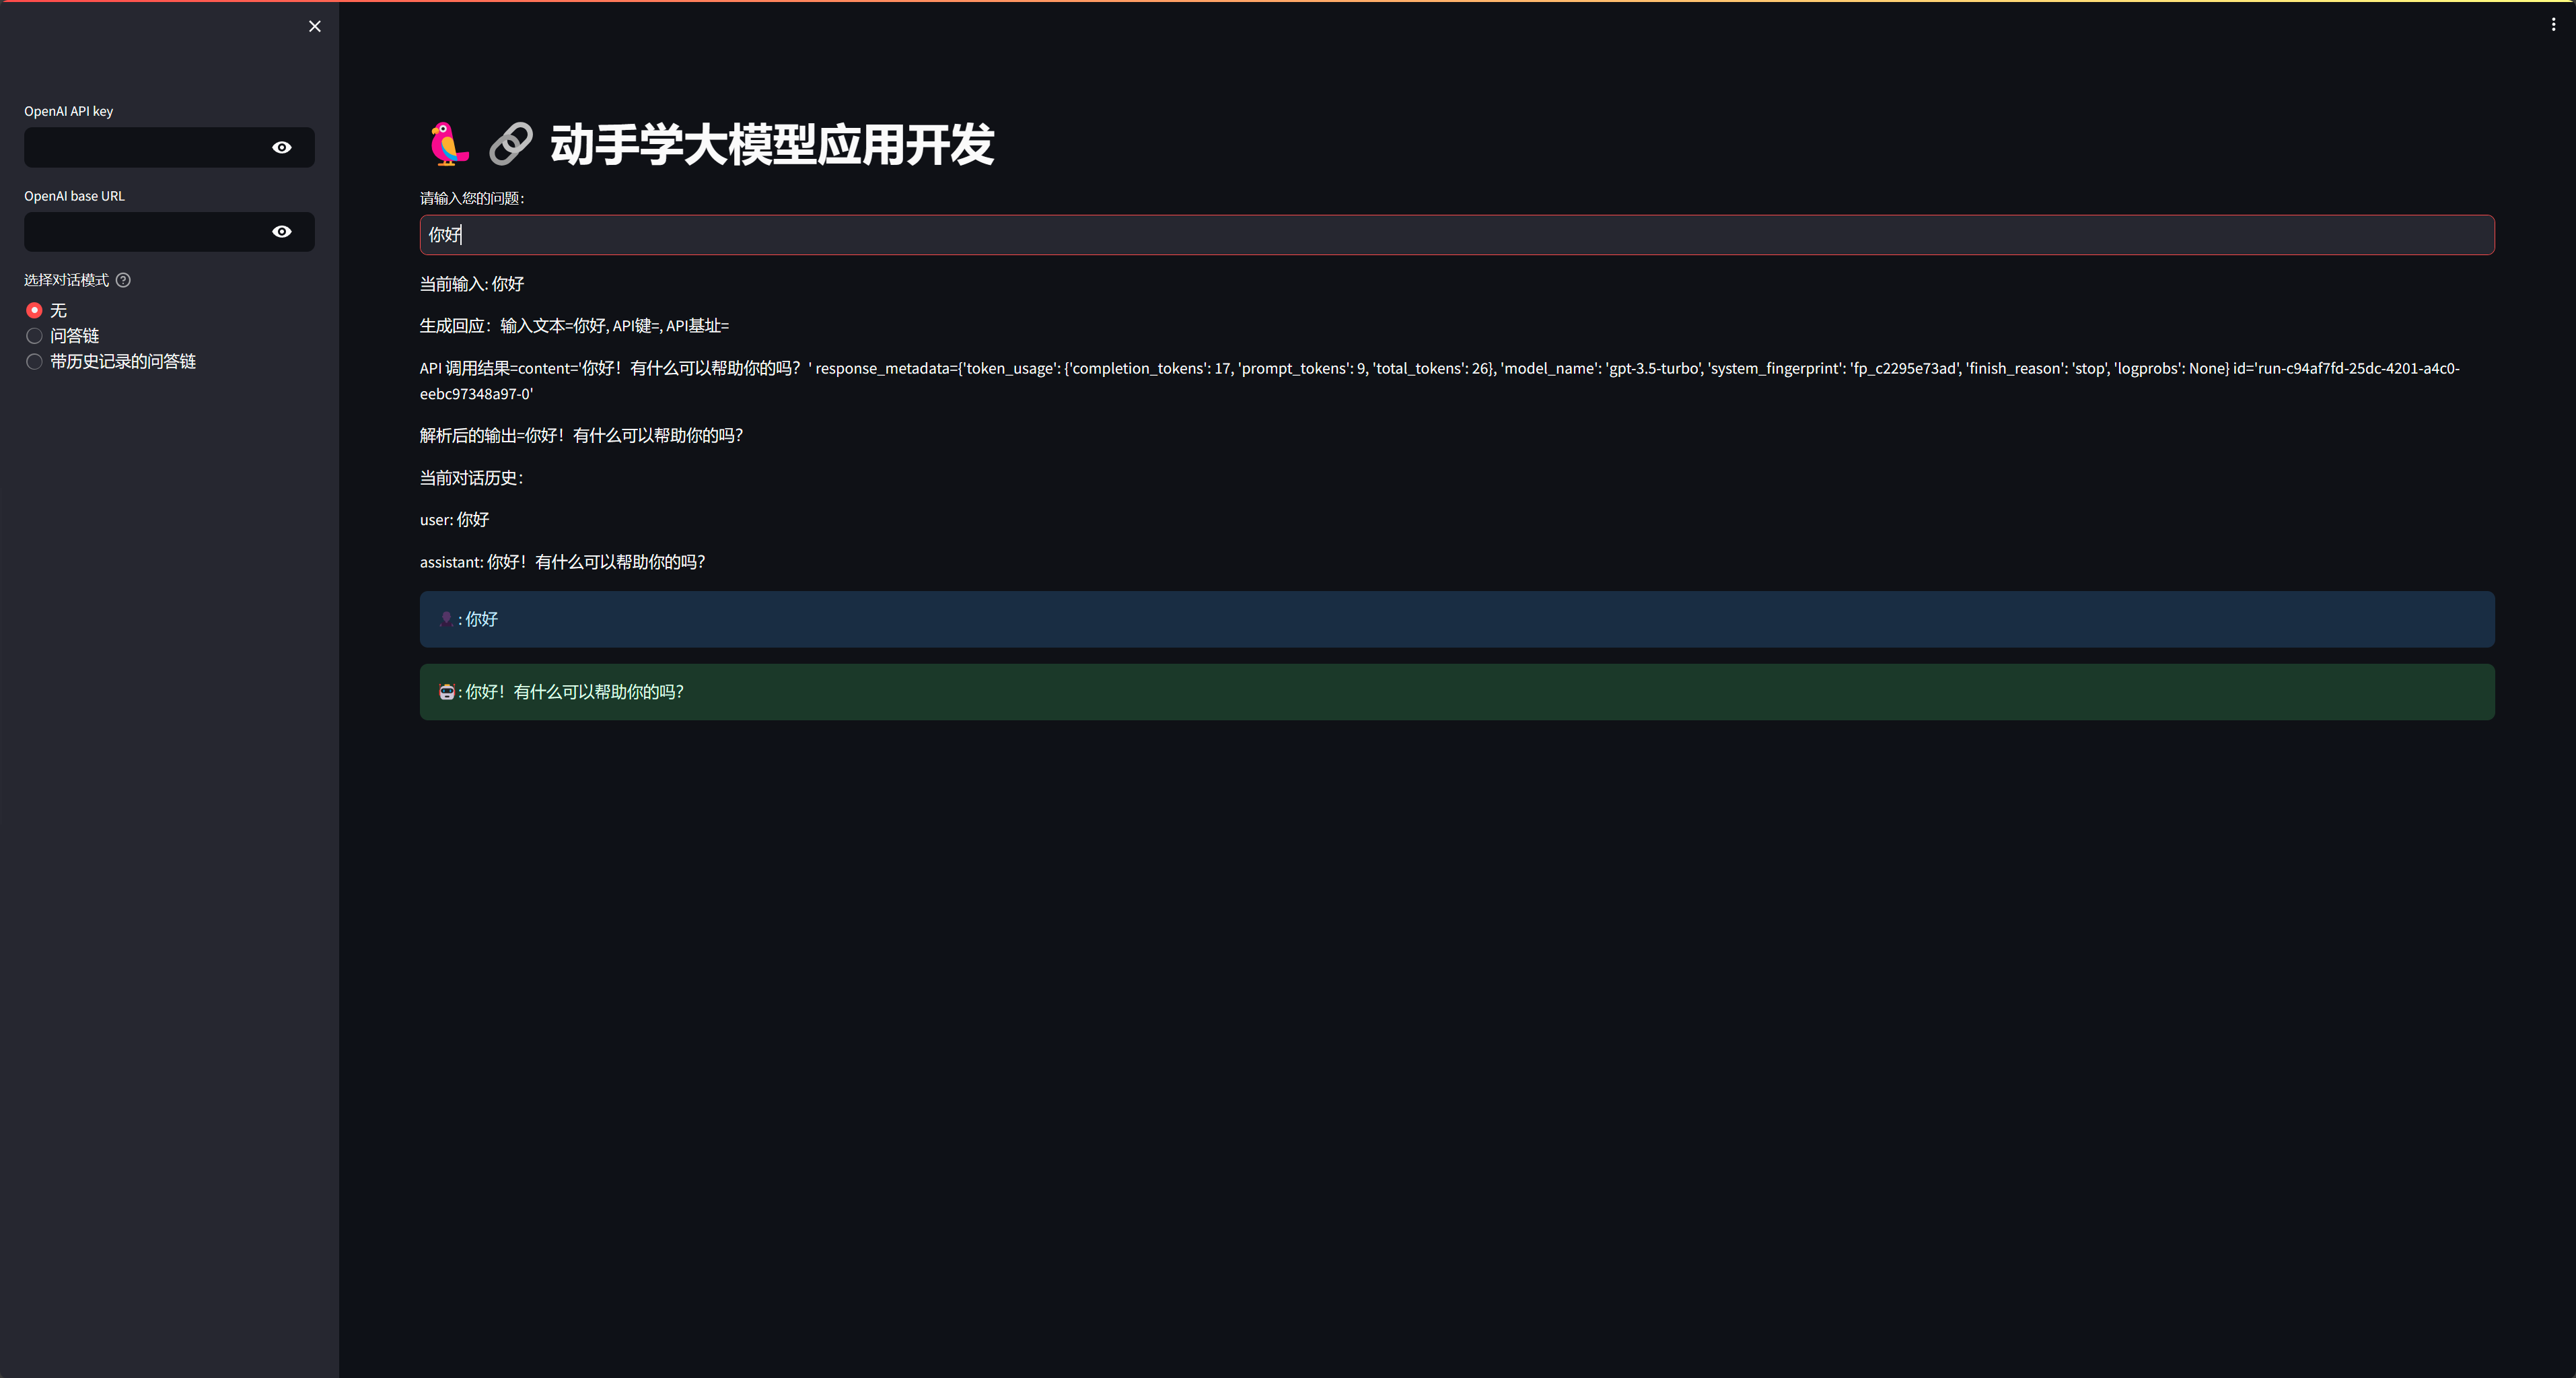 OpenAI API key
OpenAI base URL
选择对话模式
无
问答链
带历史记录的问答链
动手学大模型应用开发
请输入您的问题:
你好
当前输入: 你好
生成回应：输入文本=你好, API键=, API基址=
API 调用结果=content='你好！有什么可以帮助你的吗？' response_metadata={'token_usage': {'completion_tokens': 17, 'prompt_tokens': 9, 'total_tokens': 26}, 'model_name': 'gpt-3.5-turbo', 'system_fingerprint': 'fp_c2295e73ad', 'finish_reason': 'stop', 'logprobs': None} id='run-c94af7fd-25dc-4201-a4c0-
eebc97348a97-0'
解析后的输出=你好！有什么可以帮助你的吗？
当前对话历史:
user: 你好
assistant: 你好！有什么可以帮助你的吗？
: 你好
: 你好！有什么可以帮助你的吗？